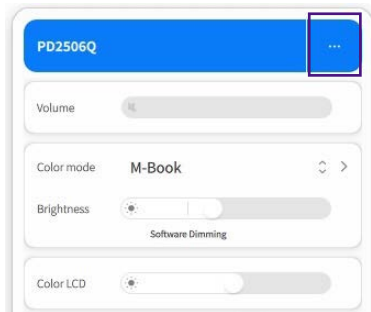 PD2506Q ...
Volume
Color mode M-Book
Brightness
Software Dimming
Color LCD